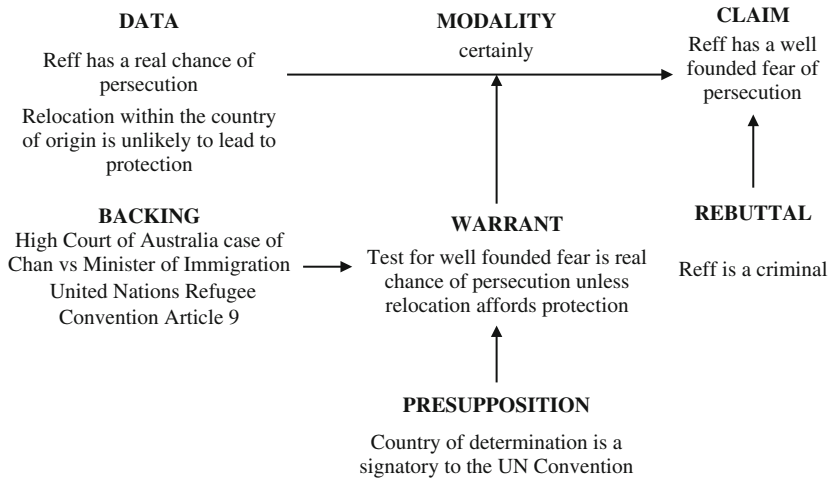 DATA
Reff has a real chance of
persecution
Relocation within the country
of origin is unlikely to lead to
protection
MODALITY
certainly
CLAIM
Reff has a well
founded fear of
persecution
BACKING
High Court of Australia case of
Chan vs Minister of Immigration
United Nations Refugee
Convention Article 9
WARRANT
Test for well founded fear is real
chance of persecution unless
relocation affords protection
REBUTTAL
Reff is a criminal
PRESUPPOSITION
Country of determination is a
signatory to the UN Convention